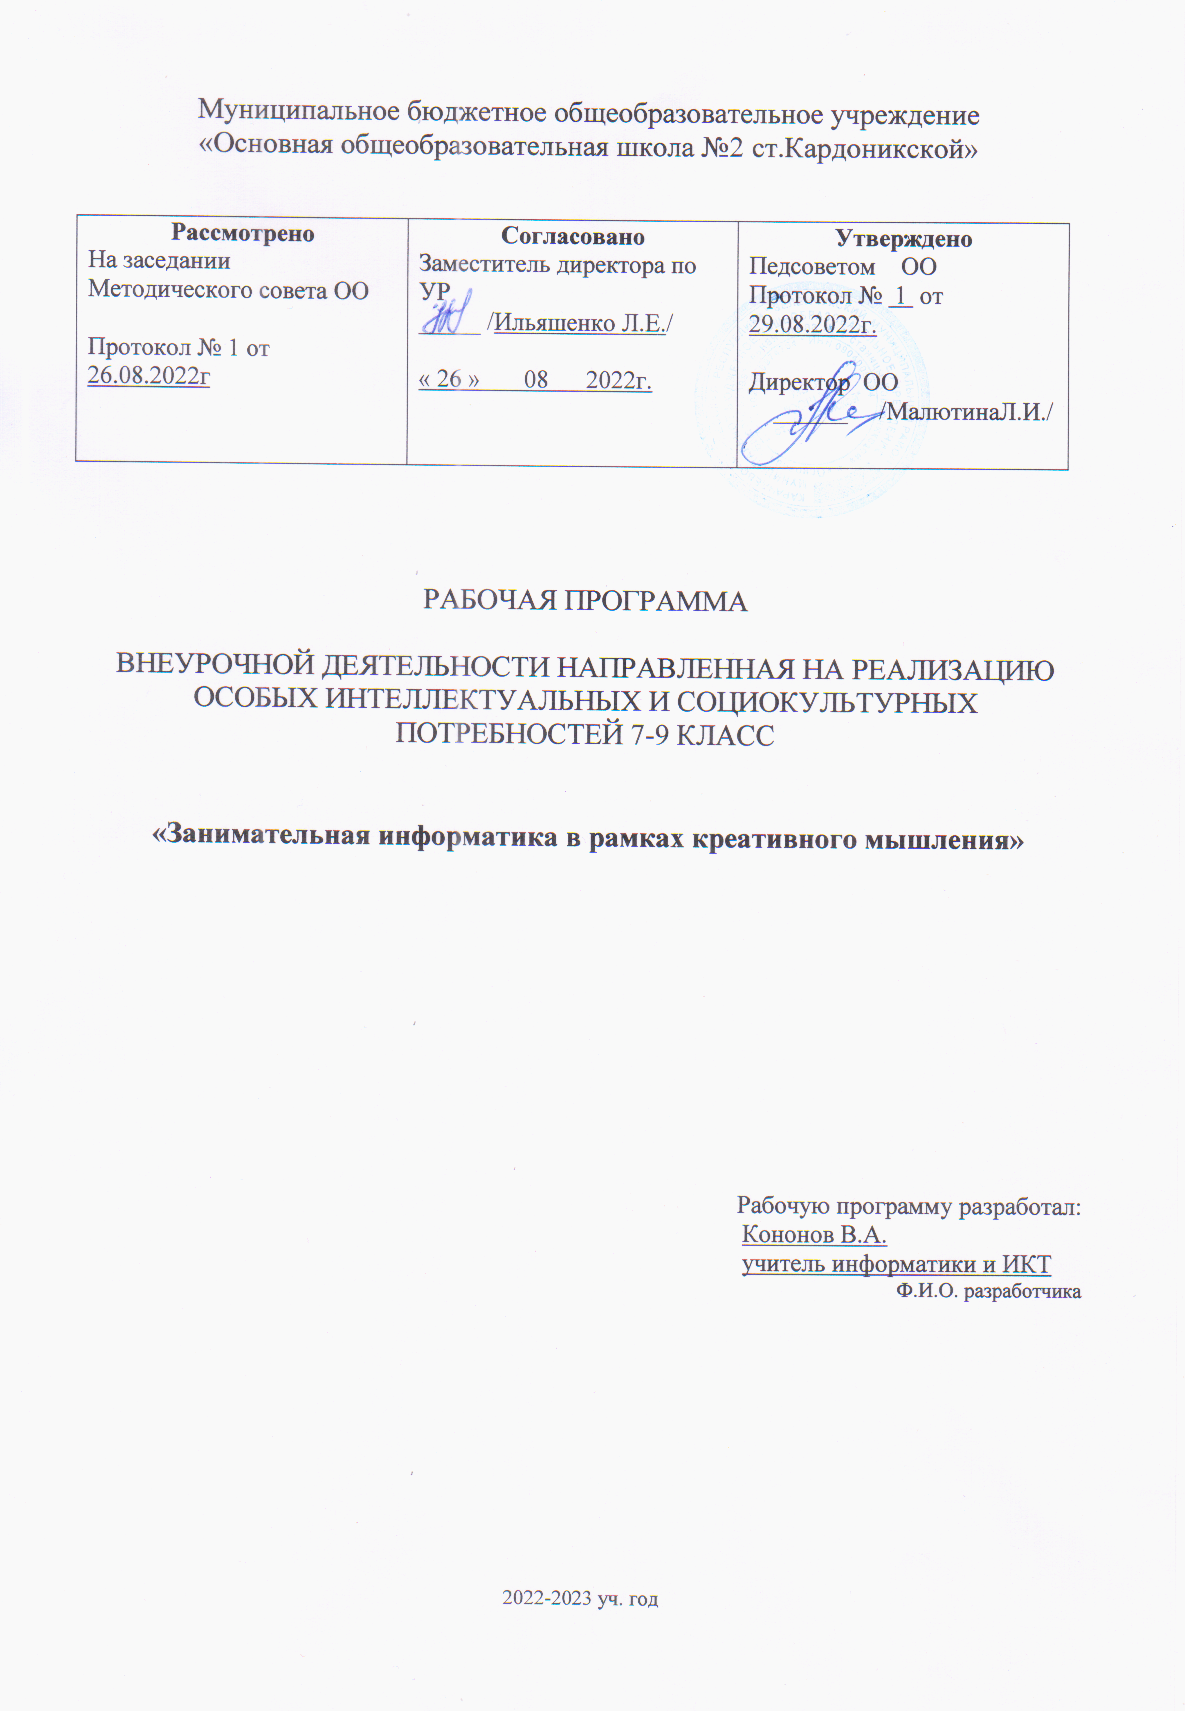 Муниципальное бюджетное общеобразовательное учреждение
«Основная общеобразовательная школа №2 ст.Кардоникской»
Рассмотрено
На заседании
Методического совета ОО
Протокол № 1 от
26.08.2022г
Согласовано
Заместитель директора по
УР
______ /Ильяшенко Л.Е./
« 26 » 08 2022г.
Утверждено
Педсоветом ОО
Протокол № 1 от
29.08.2022г.
Директор ОО
______ /МалютинаЛ.И./
РАБОЧАЯ ПРОГРАММА
ВНЕУРОЧНОЙ ДЕЯТЕЛЬНОСТИ НАПРАВЛЕННАЯ НА РЕАЛИЗАЦИЮ
ОСОБЫХ ИНТЕЛЛЕКТУАЛЬНЫХ И СОЦИОКУЛЬТУРНЫХ
ПОТРЕБНОСТЕЙ 7-9 КЛАСС
«Занимательная информатика в рамках креативного мышления»
Рабочую программу разработал:
Кононов В.А.
учитель информатики и ИКТ
Ф.И.О. разработчика
2022-2023 уч. год